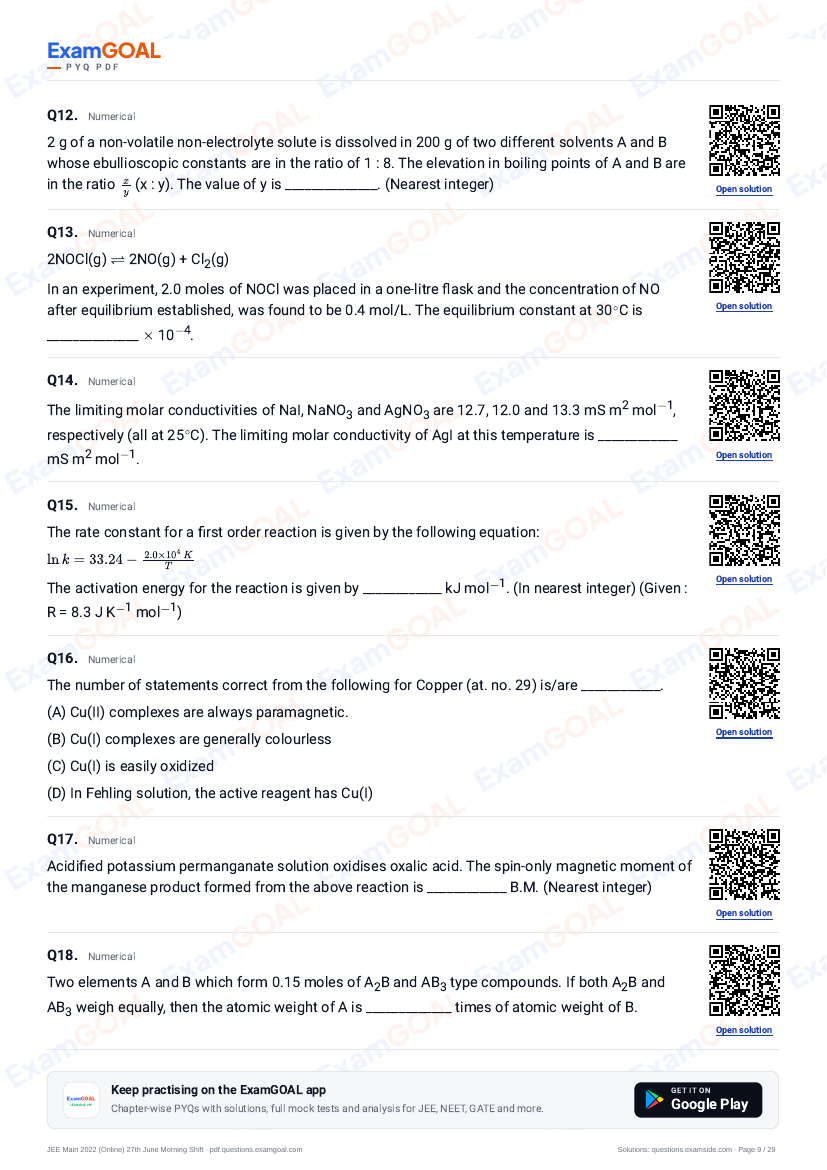 ExamGOAL
PYQ PDF
Q12. Numerical
2 g of a non-volatile non-electrolyte solute is dissolved in 200 g of two different solvents A and B
whose ebullioscopic constants are in the ratio of 1 : 8. The elevation in boiling points of A and B are
in the ratio x/y (x : y). The value of y is ______________. (Nearest integer)
Open solution
Q13. Numerical
2NOCl(g) ⇌ 2NO(g) + Cl₂(g)
In an experiment, 2.0 moles of NOCl was placed in a one-litre flask and the concentration of NO
after equilibrium established, was found to be 0.4 mol/L. The equilibrium constant at 30°C is
______________ × 10⁻⁴.
Open solution
Q14. Numerical
The limiting molar conductivities of NaI, NaNO₃ and AgNO₃ are 12.7, 12.0 and 13.3 mS m² mol⁻¹,
respectively (all at 25°C). The limiting molar conductivity of AgI at this temperature is ____________
mS m² mol⁻¹.
Open solution
Q15. Numerical
The rate constant for a first order reaction is given by the following equation:
ln k = 33.24 − (2.0×10⁴ K)/T
The activation energy for the reaction is given by ____________ kJ mol⁻¹. (In nearest integer) (Given :
R = 8.3 J K⁻¹ mol⁻¹)
Open solution
Q16. Numerical
The number of statements correct from the following for Copper (at. no. 29) is/are ____________.
(A) Cu(II) complexes are always paramagnetic.
(B) Cu(I) complexes are generally colourless
(C) Cu(I) is easily oxidized
(D) In Fehling solution, the active reagent has Cu(I)
Open solution
Q17. Numerical
Acidified potassium permanganate solution oxidises oxalic acid. The spin-only magnetic moment of
the manganese product formed from the above reaction is ____________ B.M. (Nearest integer)
Open solution
Q18. Numerical
Two elements A and B which form 0.15 moles of A₂B and AB₃ type compounds. If both A₂B and
AB₃ weigh equally, then the atomic weight of A is _____________ times of atomic weight of B.
Open solution
ExamGOAL
Keep practising on the ExamGOAL app
Chapter-wise PYQs with solutions, full mock tests and analysis for JEE, NEET, GATE and more.
GET IT ON
Google Play
JEE Main 2022 (Online) 27th June Morning Shift · pdf.questions.examgoal.com
Solutions: questions.examside.com · Page 9 / 29